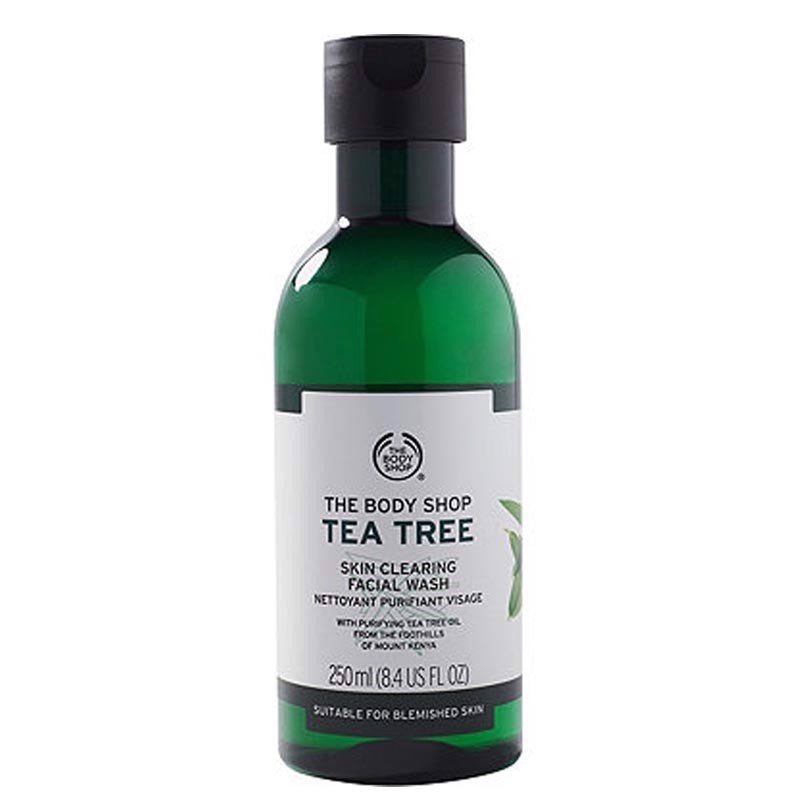 THE
BODY
SHOP
®
THE BODY SHOP
TEA TREE
SKIN CLEARING
FACIAL WASH
NETTOYANT PURIFIANT VISAGE
WITH PURIFYING TEA TREE OIL
FROM THE FOOTHILLS
OF MOUNT KENYA
250ml (8.4 US FL OZ)
SUITABLE FOR BLEMISHED SKIN